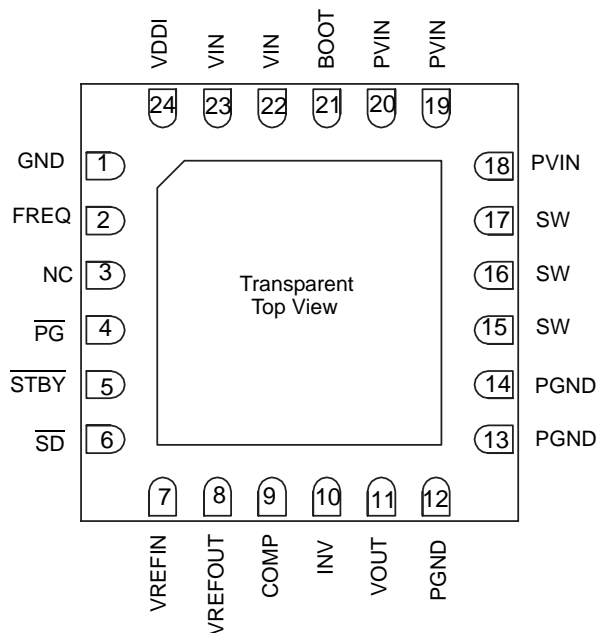 VDDI VIN VIN BOOT PVIN PVIN
24 23 22 21 20 19
GND 1
FREQ 2
NC 3
PG 4
STBY 5
SD 6
Transparent
Top View
18 PVIN
17 SW
16 SW
15 SW
14 PGND
13 PGND
7 8 9 10 11 12
VREFIN VREFOUT COMP INV VOUT PGND